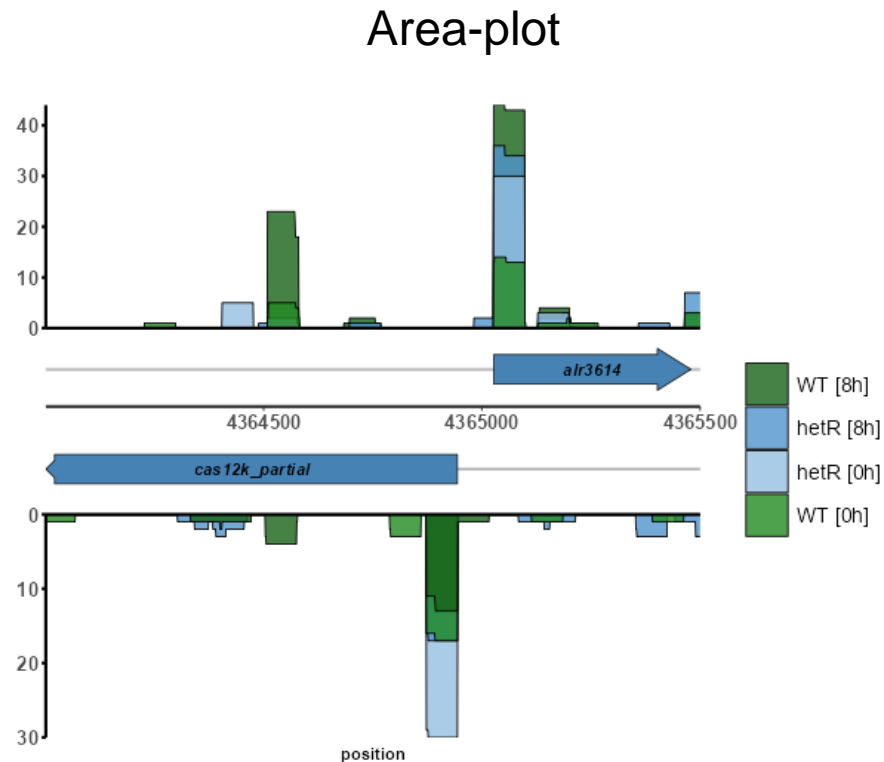 Area-plot
40
30
20
10
0
alr3614
4364500 4365000 4365500
cas12k_partial
0
10
20
30
position
WT [8h]
hetR [8h]
hetR [0h]
WT [0h]